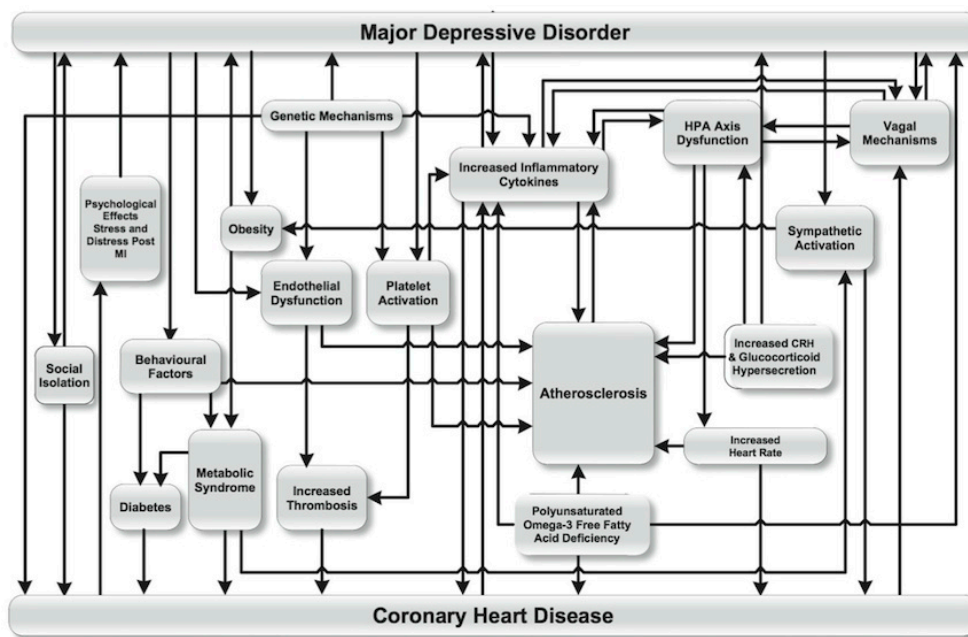 Major Depressive Disorder
Genetic Mechanisms
HPA Axis
Dysfunction
Vagal
Mechanisms
Increased Inflammatory
Cytokines
Psychological
Effects
Stress and
Distress Post
MI
Obesity
Sympathetic
Activation
Endothelial
Dysfunction
Platelet
Activation
Social
Isolation
Behavioural
Factors
Atherosclerosis
Increased CRH
& Glucocorticoid
Hypersecretion
Increased
Heart Rate
Diabetes
Metabolic
Syndrome
Increased
Thrombosis
Polyunsaturated
Omega-3 Free Fatty
Acid Deficiency
Coronary Heart Disease